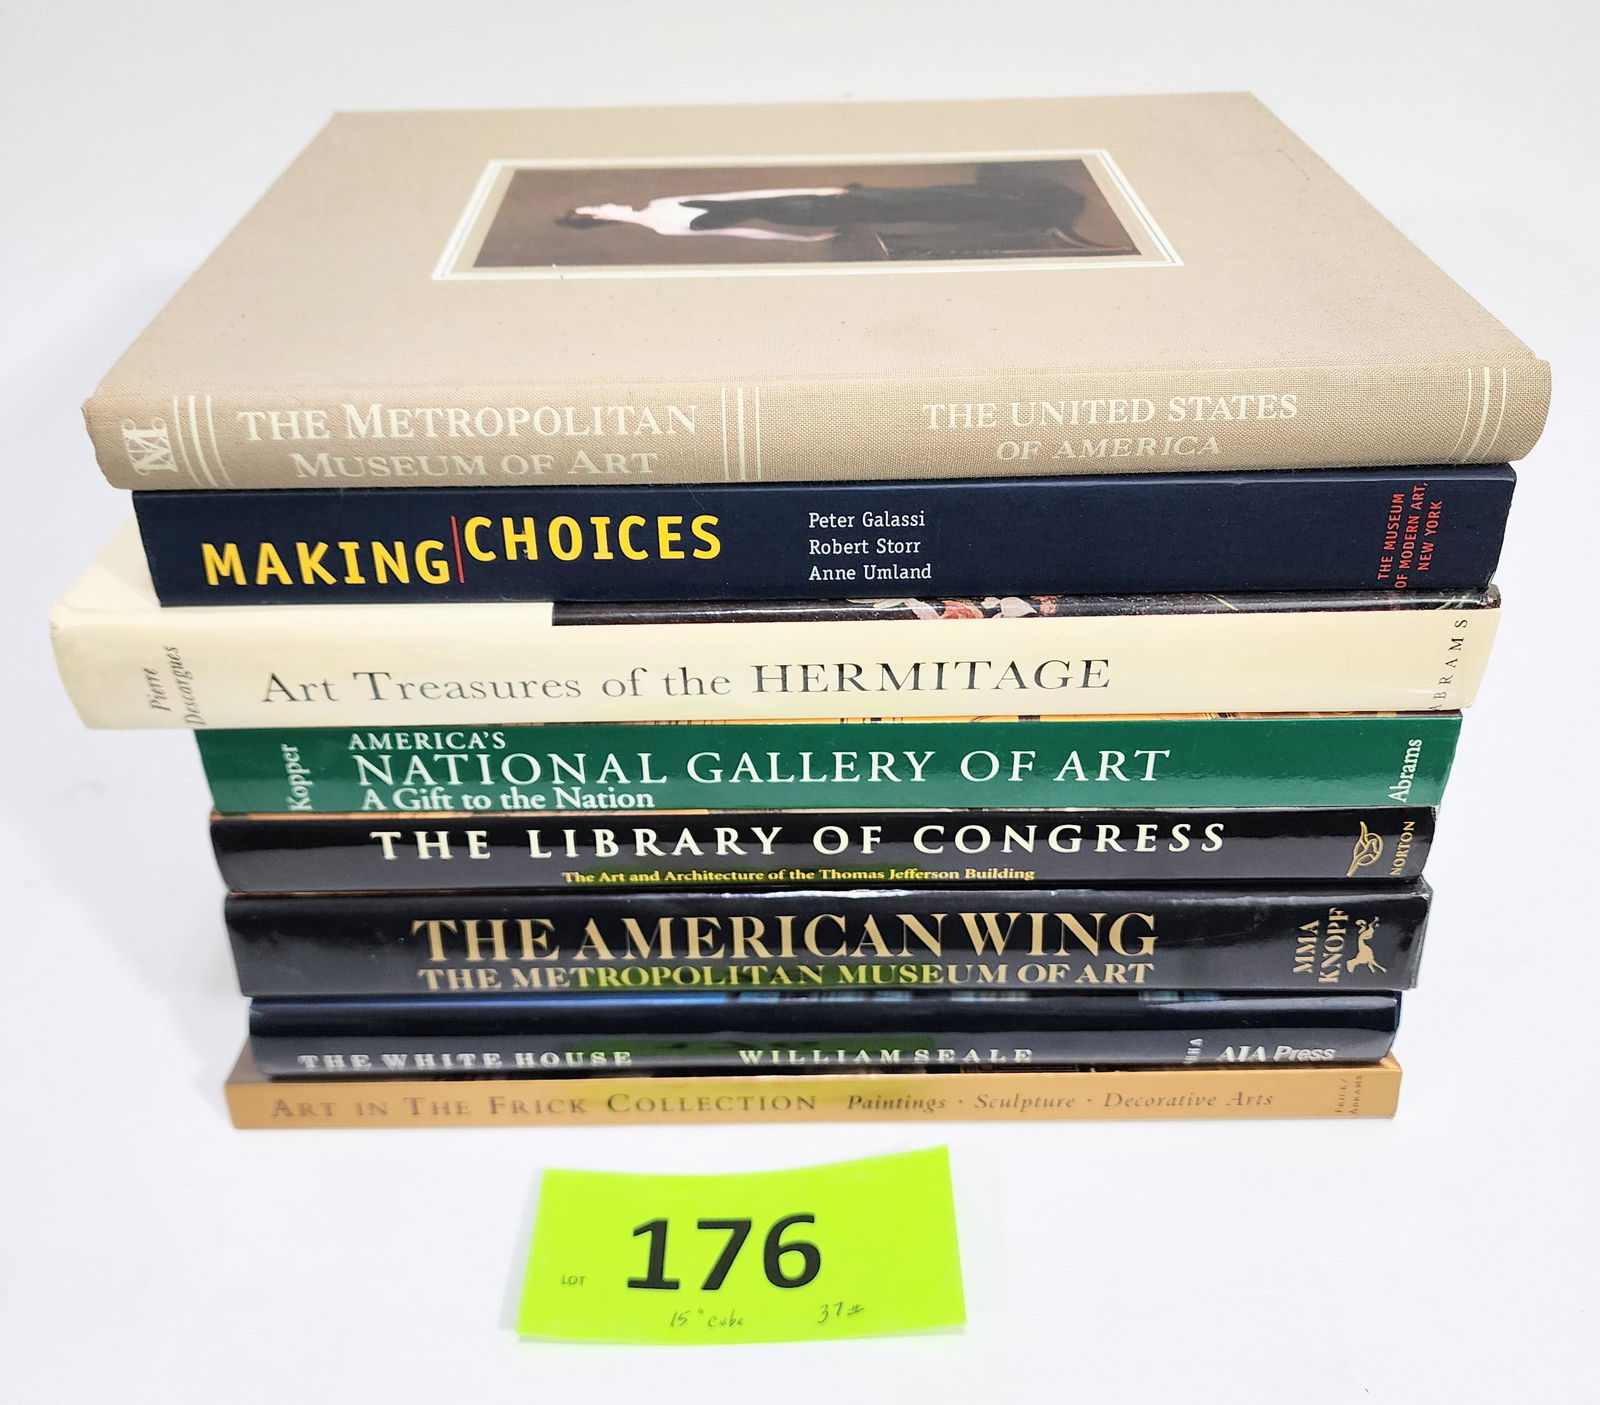 M
THE METROPOLITAN
MUSEUM OF ART
THE UNITED STATES
OF AMERICA
MAKING|CHOICES
Peter Galassi
Robert Storr
Anne Umland
THE MUSEUM
OF MODERN ART,
NEW YORK
Pierre
Descargues
Art Treasures of the HERMITAGE
ABRAMS
Kopper
AMERICA'S
NATIONAL GALLERY OF ART
A Gift to the Nation
Abrams
THE LIBRARY OF CONGRESS
The Art and Architecture of the Thomas Jefferson Building
NORTON
THE AMERICAN WING
THE METROPOLITAN MUSEUM OF ART
MMA
KNOPF
THE WHITE HOUSE
WILLIAM SEALE
AIA Press
ART IN THE FRICK COLLECTION
Paintings · Sculpture · Decorative Arts
FRICK/
ABRAMS
LOT
176
15" cube
37#